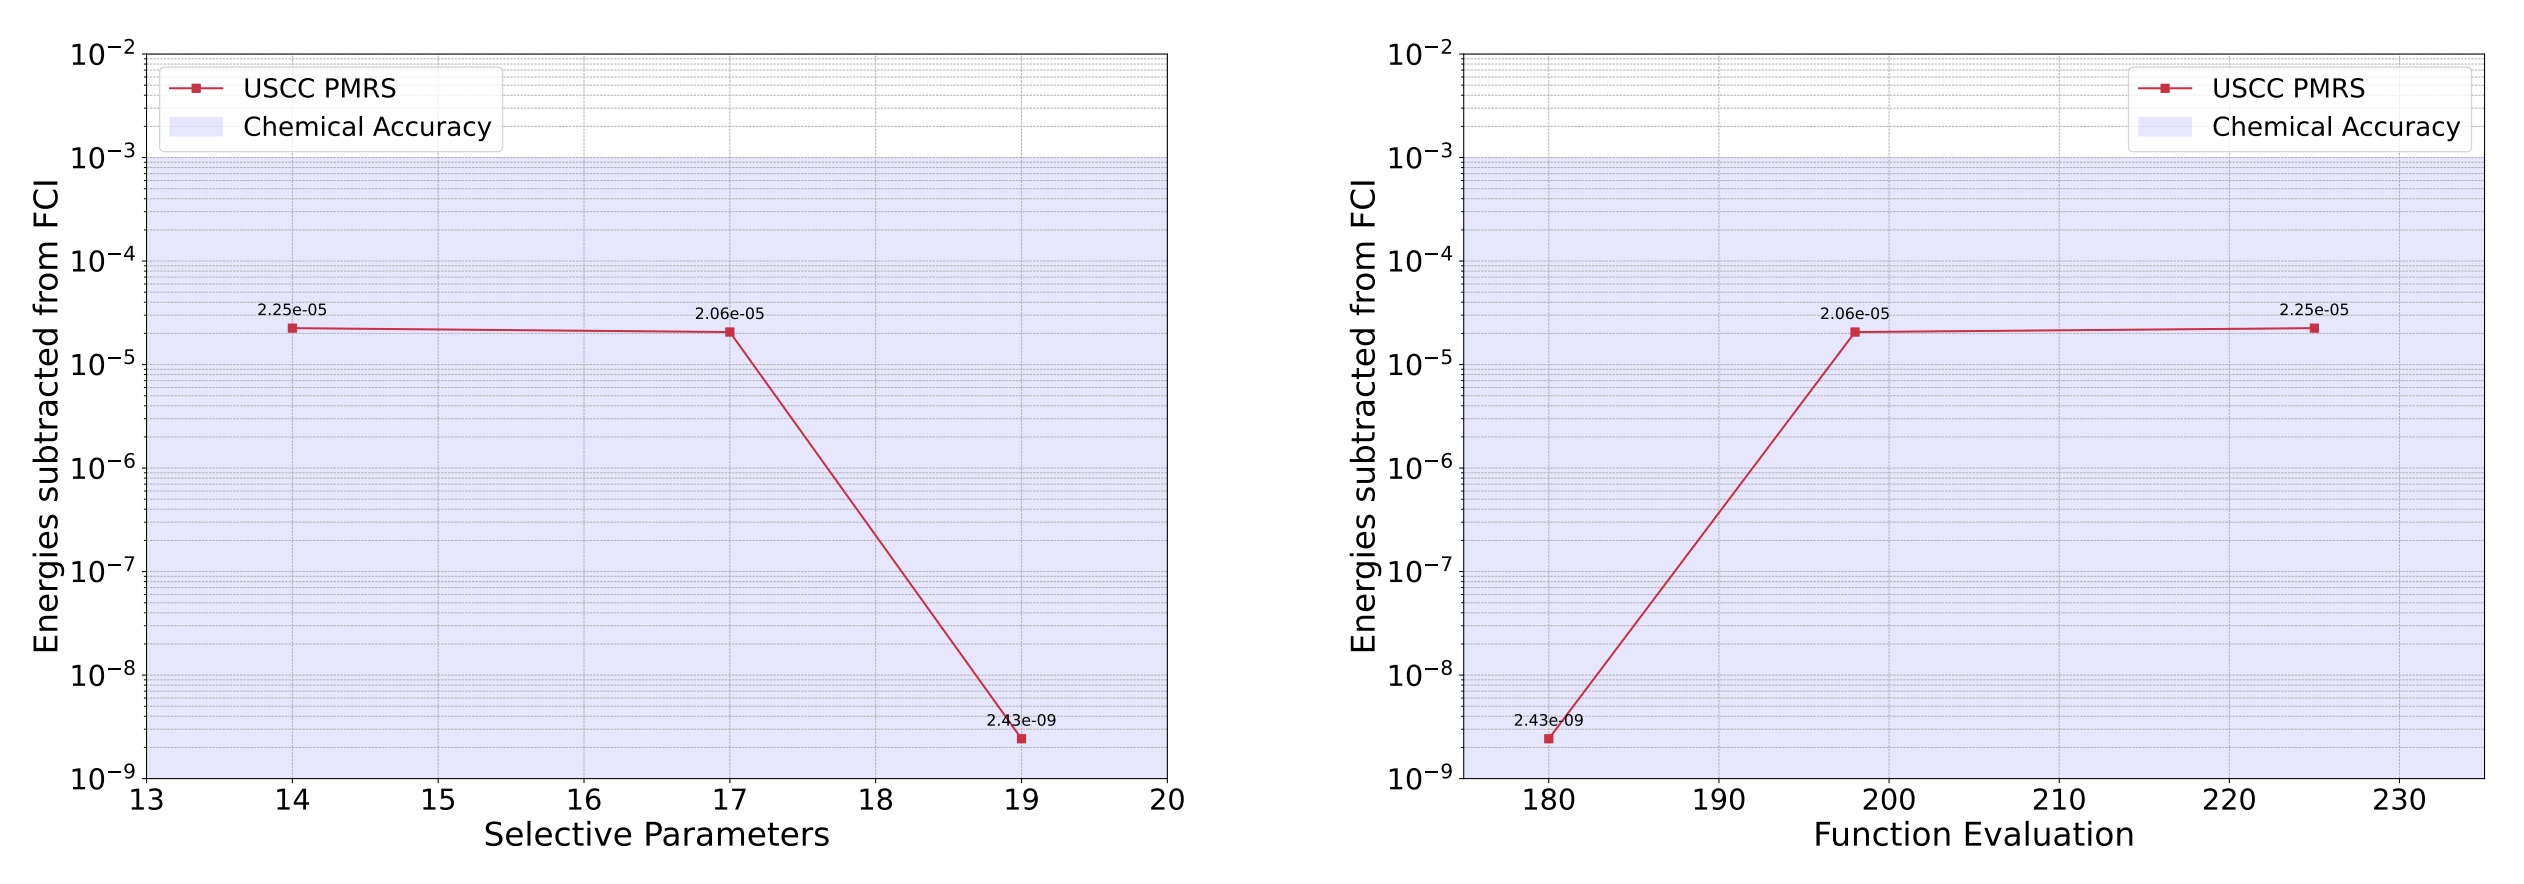 10⁻²
10⁻³
10⁻⁴
10⁻⁵
10⁻⁶
10⁻⁷
10⁻⁸
10⁻⁹
Energies subtracted from FCI
USCC PMRS
Chemical Accuracy
2.25e-05
2.06e-05
2.43e-09
13 14 15 16 17 18 19 20
Selective Parameters
10⁻²
10⁻³
10⁻⁴
10⁻⁵
10⁻⁶
10⁻⁷
10⁻⁸
10⁻⁹
Energies subtracted from FCI
USCC PMRS
Chemical Accuracy
2.06e-05
2.25e-05
2.43e-09
180 190 200 210 220 230
Function Evaluation